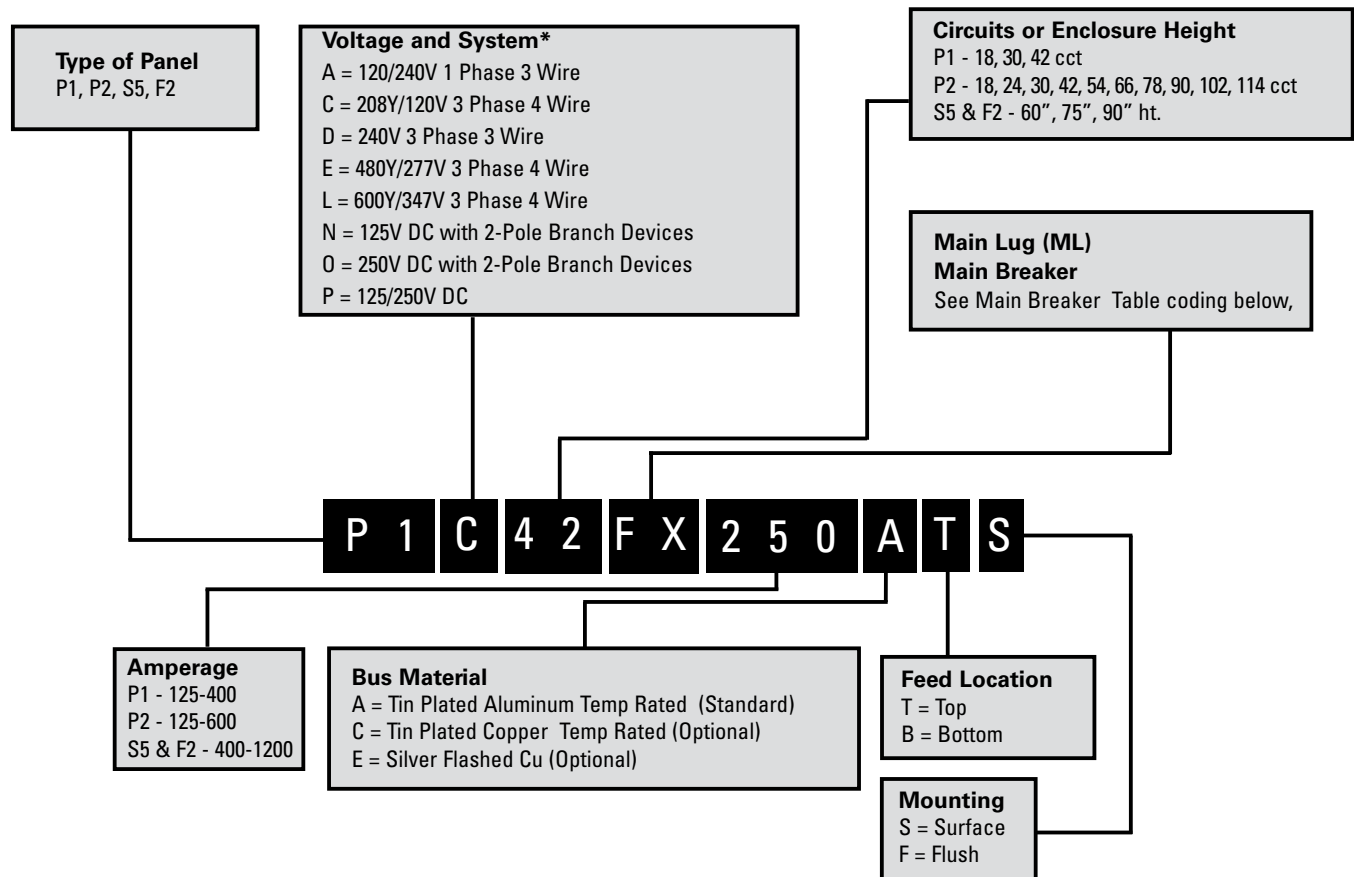 Type of Panel
P1, P2, S5, F2
Voltage and System*
A = 120/240V 1 Phase 3 Wire
C = 208Y/120V 3 Phase 4 Wire
D = 240V 3 Phase 3 Wire
E = 480Y/277V 3 Phase 4 Wire
L = 600Y/347V 3 Phase 4 Wire
N = 125V DC with 2-Pole Branch Devices
O = 250V DC with 2-Pole Branch Devices
P = 125/250V DC
Circuits or Enclosure Height
P1 - 18, 30, 42 cct
P2 - 18, 24, 30, 42, 54, 66, 78, 90, 102, 114 cct
S5 & F2 - 60”, 75”, 90” ht.
Main Lug (ML)
Main Breaker
See Main Breaker Table coding below,
P 1 C 4 2 F X 2 5 0 A T S
Amperage
P1 - 125-400
P2 - 125-600
S5 & F2 - 400-1200
Bus Material
A = Tin Plated Aluminum Temp Rated (Standard)
C = Tin Plated Copper Temp Rated (Optional)
E = Silver Flashed Cu (Optional)
Feed Location
T = Top
B = Bottom
Mounting
S = Surface
F = Flush